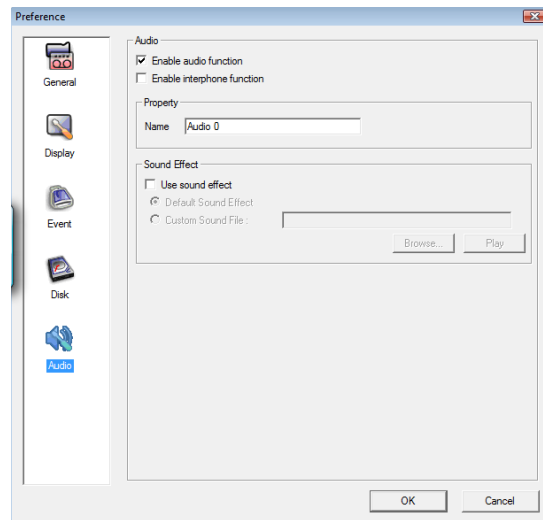 Preference
General
Display
Event
Disk
Audio
Audio
Enable audio function
Enable interphone function
Property
Name Audio 0
Sound Effect
Use sound effect
Default Sound Effect
Custom Sound File :
Browse... Play
OK Cancel